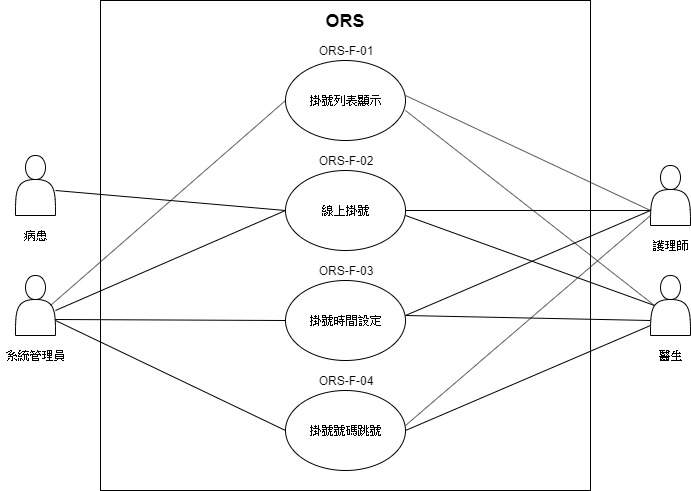 ORS
ORS-F-01
掛號列表顯示
ORS-F-02
線上掛號
病患
護理師
ORS-F-03
掛號時間設定
系統管理員
醫生
ORS-F-04
掛號號碼跳號